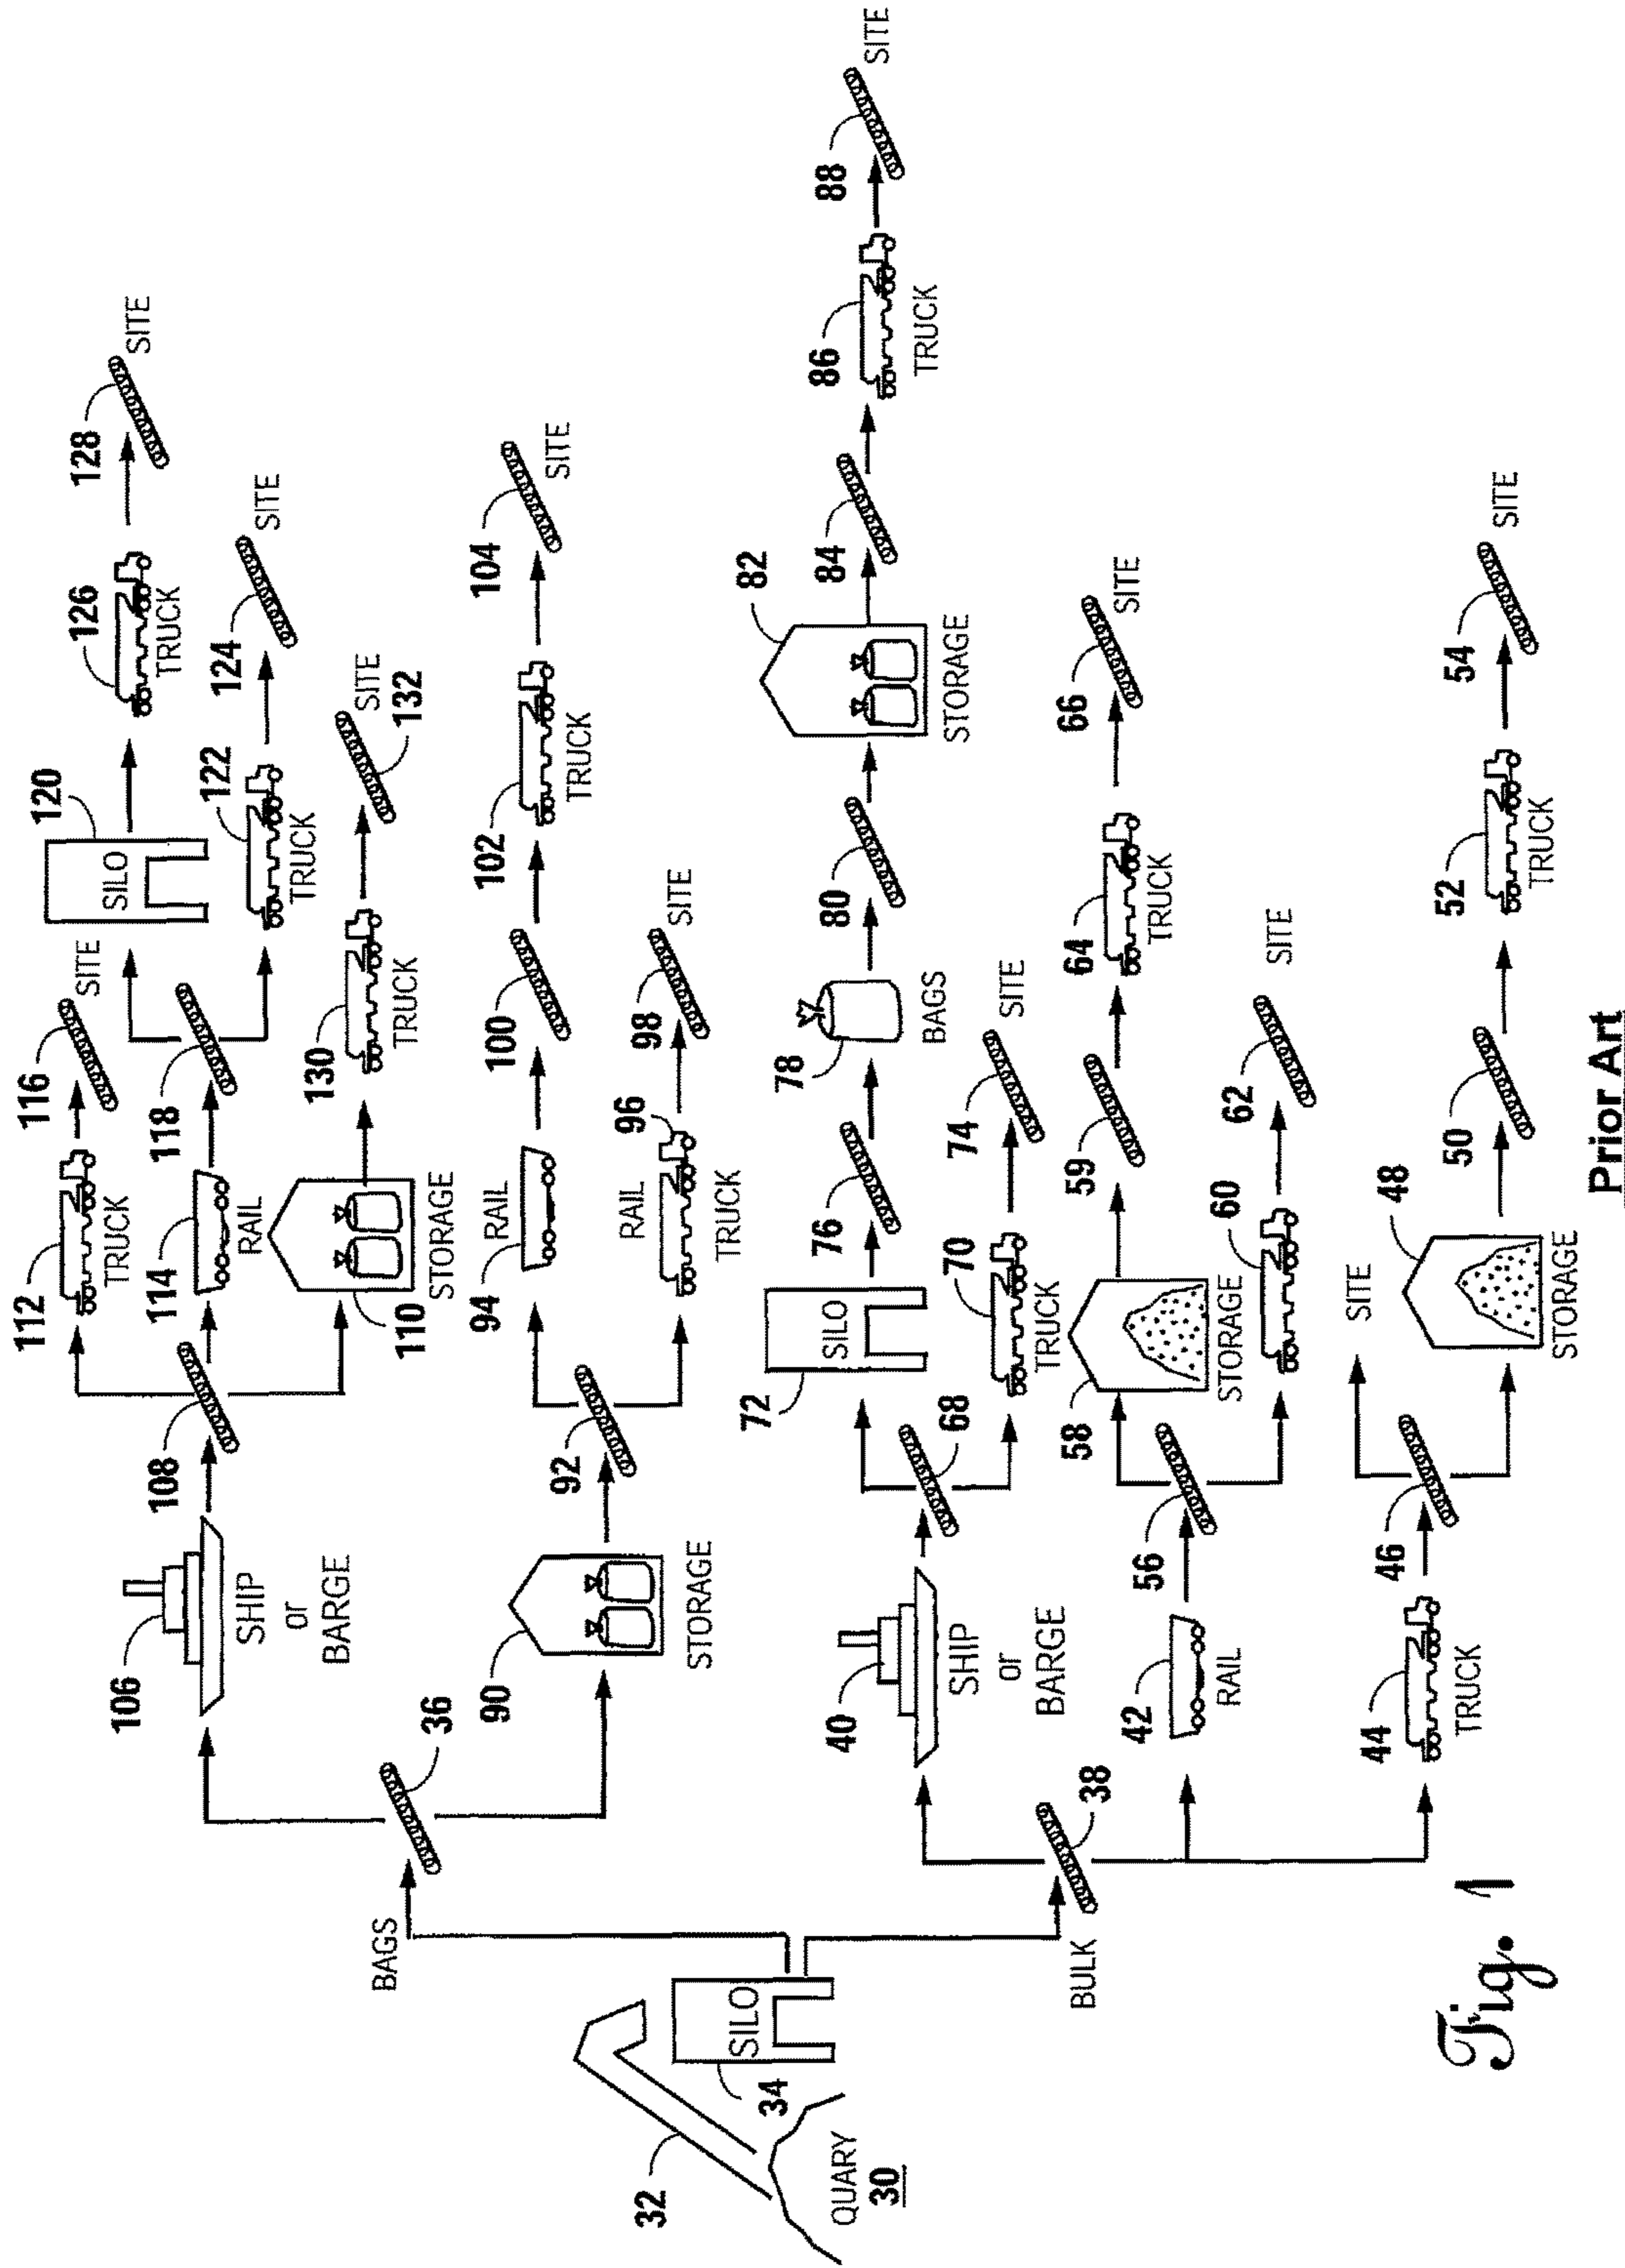 112
116
120
128
126
SITE
SITE
106
108
114
118
SILO
TRUCK
TRUCK
122
124
SITE
RAIL
SHIP
or
BARGE
130
TRUCK
SITE
132
110
STORAGE
TRUCK
BAGS
36
90
92
94
RAIL
100
102
104
SITE
TRUCK
RAIL
98
96
SITE
STORAGE
TRUCK
32
34
SILO
72
SILO
76
78
80
82
84
86
88
SITE
QUARY
30
40
68
70
BAGS
STORAGE
TRUCK
SHIP
or
BARGE
TRUCK
74
SITE
BULK
38
58
59
64
66
SITE
42
56
TRUCK
RAIL
STORAGE
60
62
SITE
44
46
SITE
48
50
52
54
SITE
TRUCK
STORAGE
TRUCK
Fig. 1
Prior Art